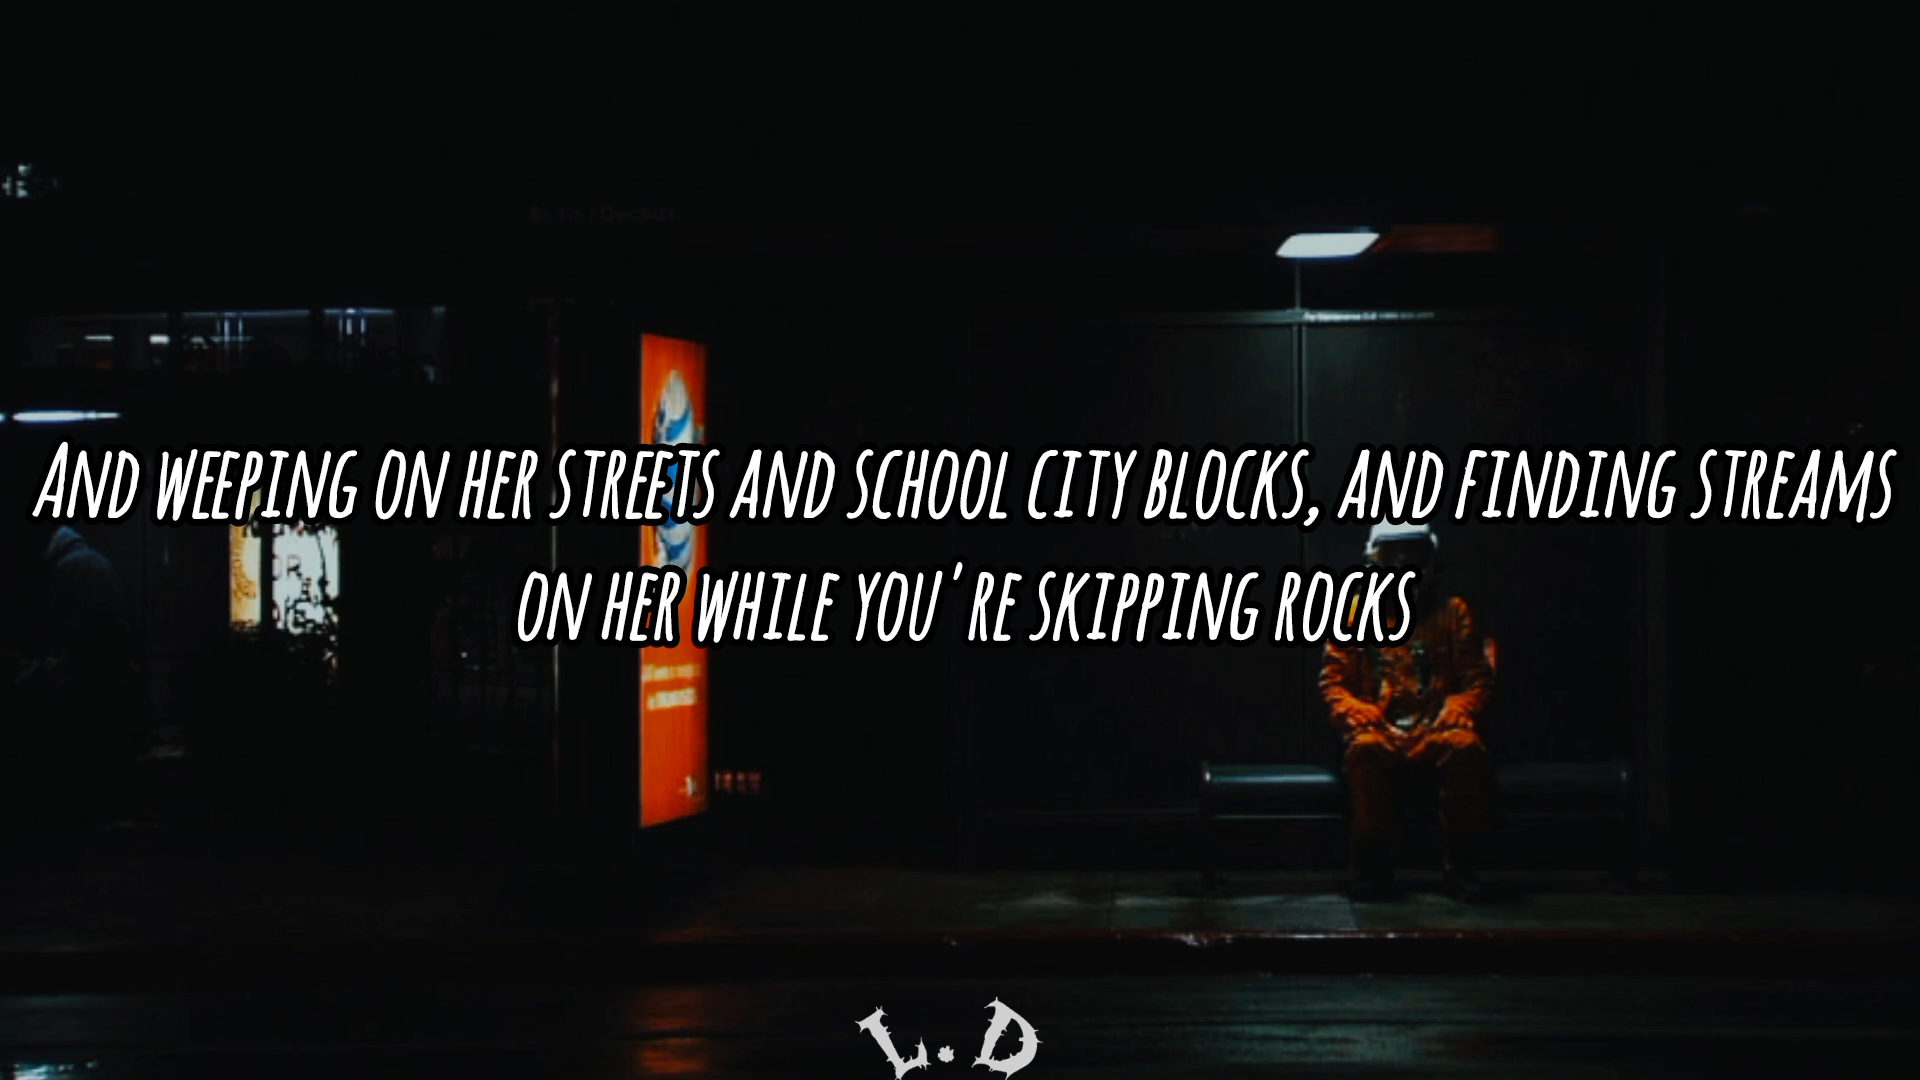 And weeping on her streets and school city blocks, and finding streams
on her while you're skipping rocks
L.D